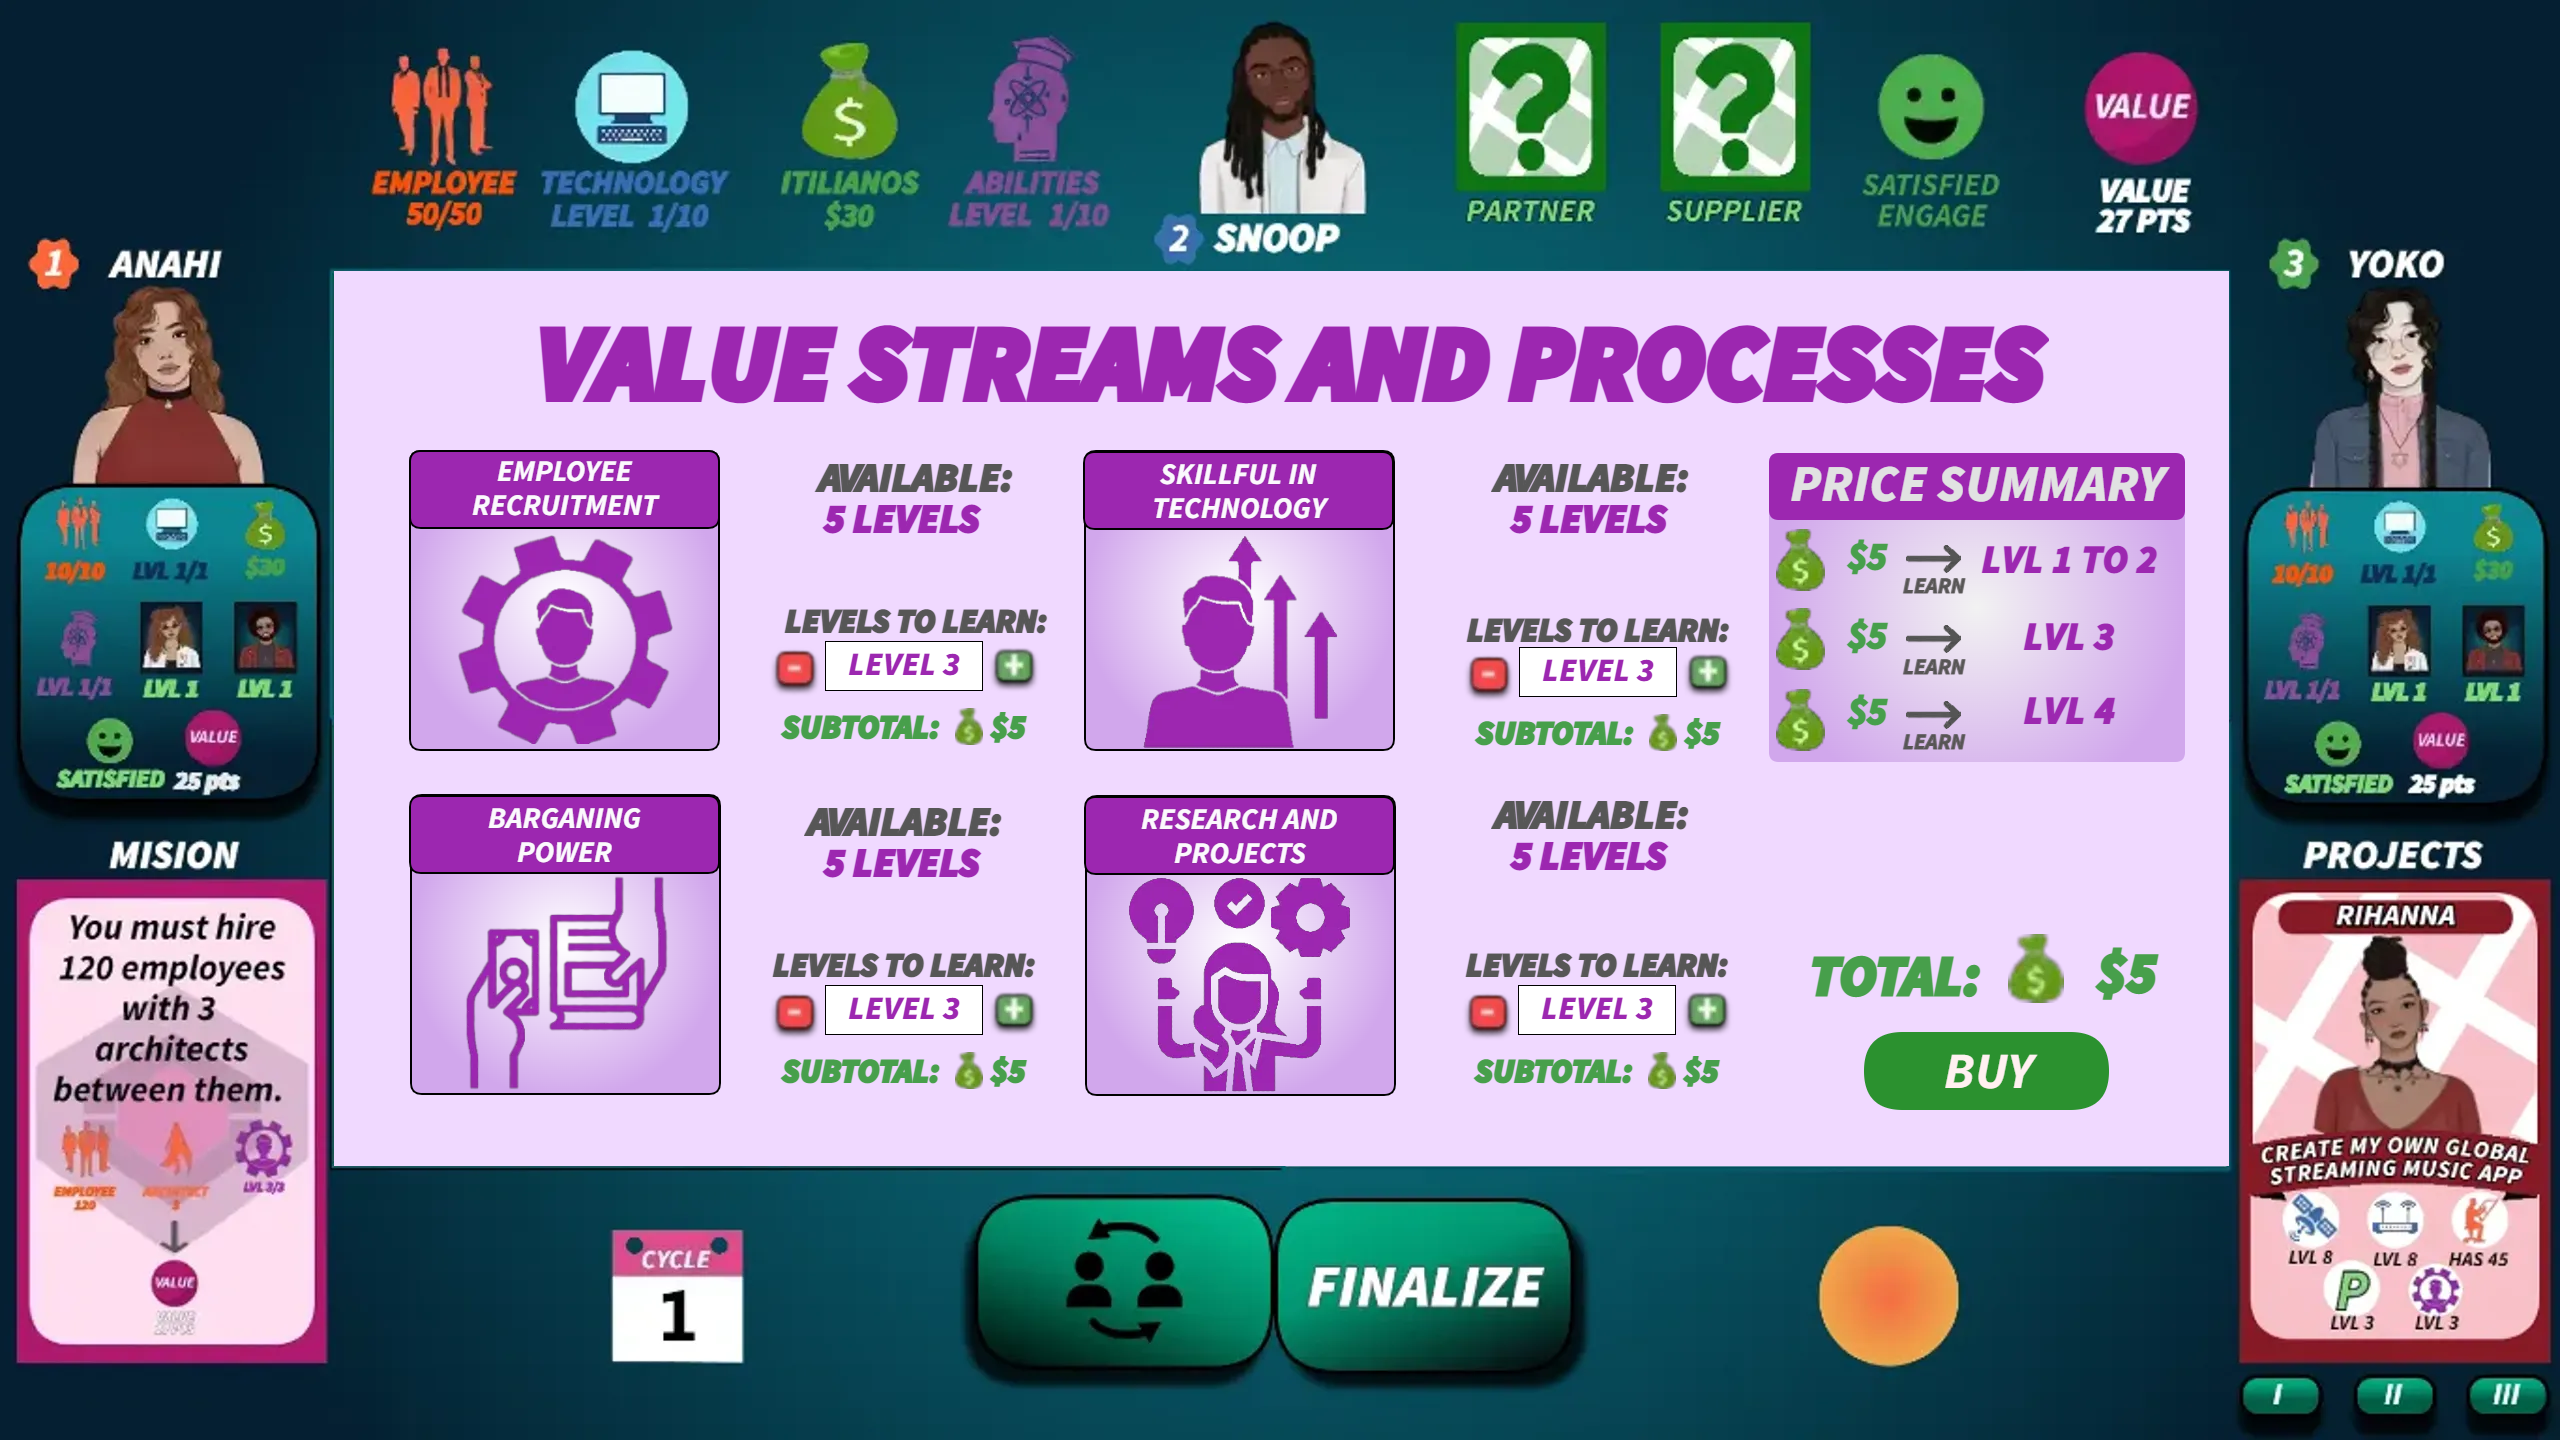 EMPLOYEE
50/50
TECHNOLOGY
LEVEL 1/10
$
ITILIANOS
$30
ABILITIES
LEVEL 1/10
2 SNOOP
?
PARTNER
?
SUPPLIER
SATISFIED
ENGAGE
VALUE
VALUE
27 PTS
1 ANAHI
10/10
LVL 1/1
$
$30
LVL 1/1
LVL 1
LVL 1
VALUE
SATISFIED 25 pts
3 YOKO
10/10
LVL 1/1
$
$30
LVL 1/1
LVL 1
LVL 1
VALUE
SATISFIED 25 pts
VALUE STREAMS AND PROCESSES
EMPLOYEE
RECRUITMENT
AVAILABLE:
5 LEVELS
LEVELS TO LEARN:
- LEVEL 3 +
SUBTOTAL: $ $5
SKILLFUL IN
TECHNOLOGY
AVAILABLE:
5 LEVELS
LEVELS TO LEARN:
- LEVEL 3 +
SUBTOTAL: $ $5
PRICE SUMMARY
$ $5 → LVL 1 TO 2
LEARN
$ $5 → LVL 3
LEARN
$ $5 → LVL 4
LEARN
BARGANING
POWER
AVAILABLE:
5 LEVELS
LEVELS TO LEARN:
- LEVEL 3 +
SUBTOTAL: $ $5
RESEARCH AND
PROJECTS
AVAILABLE:
5 LEVELS
LEVELS TO LEARN:
- LEVEL 3 +
SUBTOTAL: $ $5
TOTAL: $ $5
BUY
MISION
You must hire
120 employees
with 3
architects
between them.
EMPLOYEE
120
ARCHITECT
3
LVL 3/3
VALUE
PROJECTS
RIHANNA
CREATE MY OWN GLOBAL
STREAMING MUSIC APP
LVL 8
LVL 8
HAS 45
P
LVL 3
LVL 3
CYCLE
1
FINALIZE
I
II
III